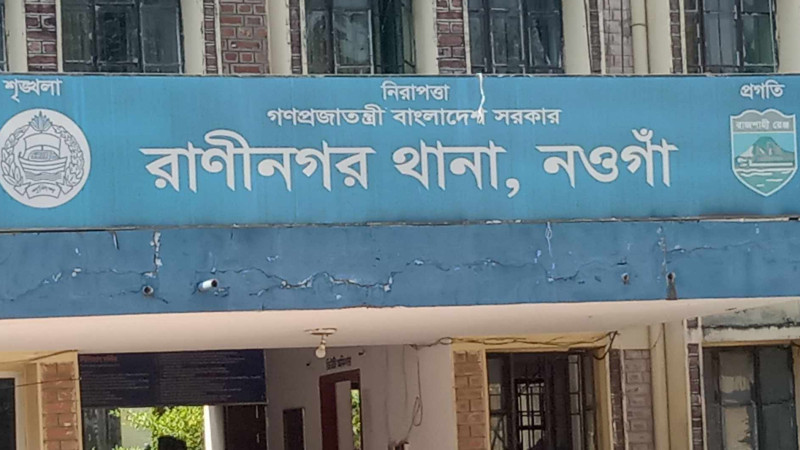 শৃঙ্খলা নিরাপত্তা প্রগতি
গণপ্রজাতন্ত্রী বাংলাদেশ সরকার
রাণীনগর থানা, নওগাঁ
রাজশাহী রেঞ্জ
পুলিশ